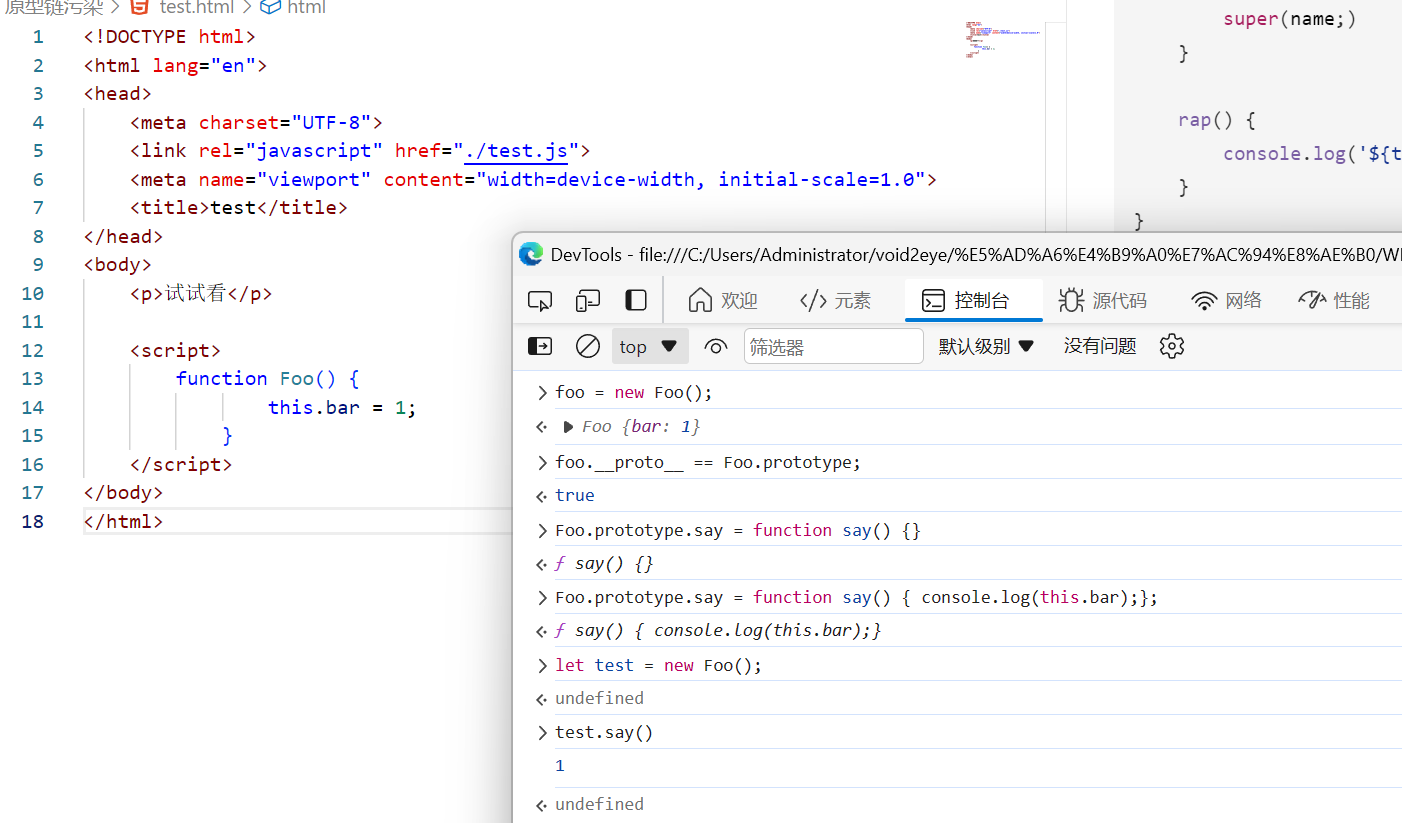 原型链污染 > test.html > html
1 <!DOCTYPE html>
2 <html lang="en">
3 <head>
4 <meta charset="UTF-8">
5 <link rel="javascript" href="./test.js">
6 <meta name="viewport" content="width=device-width, initial-scale=1.0">
7 <title>test</title>
8 </head>
9 <body>
10 <p>试试看</p>
11
12 <script>
13 function Foo() {
14 this.bar = 1;
15 }
16 </script>
17 </body>
18 </html>
super(name;)
}
rap() {
console.log('${t
}
}
DevTools - file:///C:/Users/Administrator/void2eye/%E5%AD%A6%E4%B9%A0%E7%AC%94%E8%AE%B0/WE
欢迎 </> 元素 控制台 源代码 网络 性能
top 筛选器 默认级别 没有问题
> foo = new Foo();
Foo {bar: 1}
> foo.__proto__ == Foo.prototype;
true
> Foo.prototype.say = function say() {}
ƒ say() {}
> Foo.prototype.say = function say() { console.log(this.bar);};
ƒ say() { console.log(this.bar);}
> let test = new Foo();
undefined
> test.say()
1
undefined